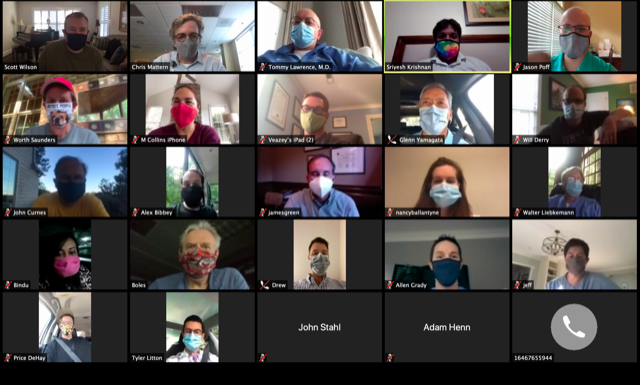 Scott Wilson
Chris Mattern
Tommy Lawrence, M.D.
Sriyesh Krishnan
Jason Poff
Worth Saunders
M Collins iPhone
Veazey's iPad (2)
Glenn Yamagata
Will Derry
John Curnes
Alex Bibbey
jamesgreen
nancyballantyne
Walter Liebkemann
Bindu
Boles
Drew
Allen Grady
jeff
Price DeHay
Tyler Litton
John Stahl
Adam Henn
16467655944